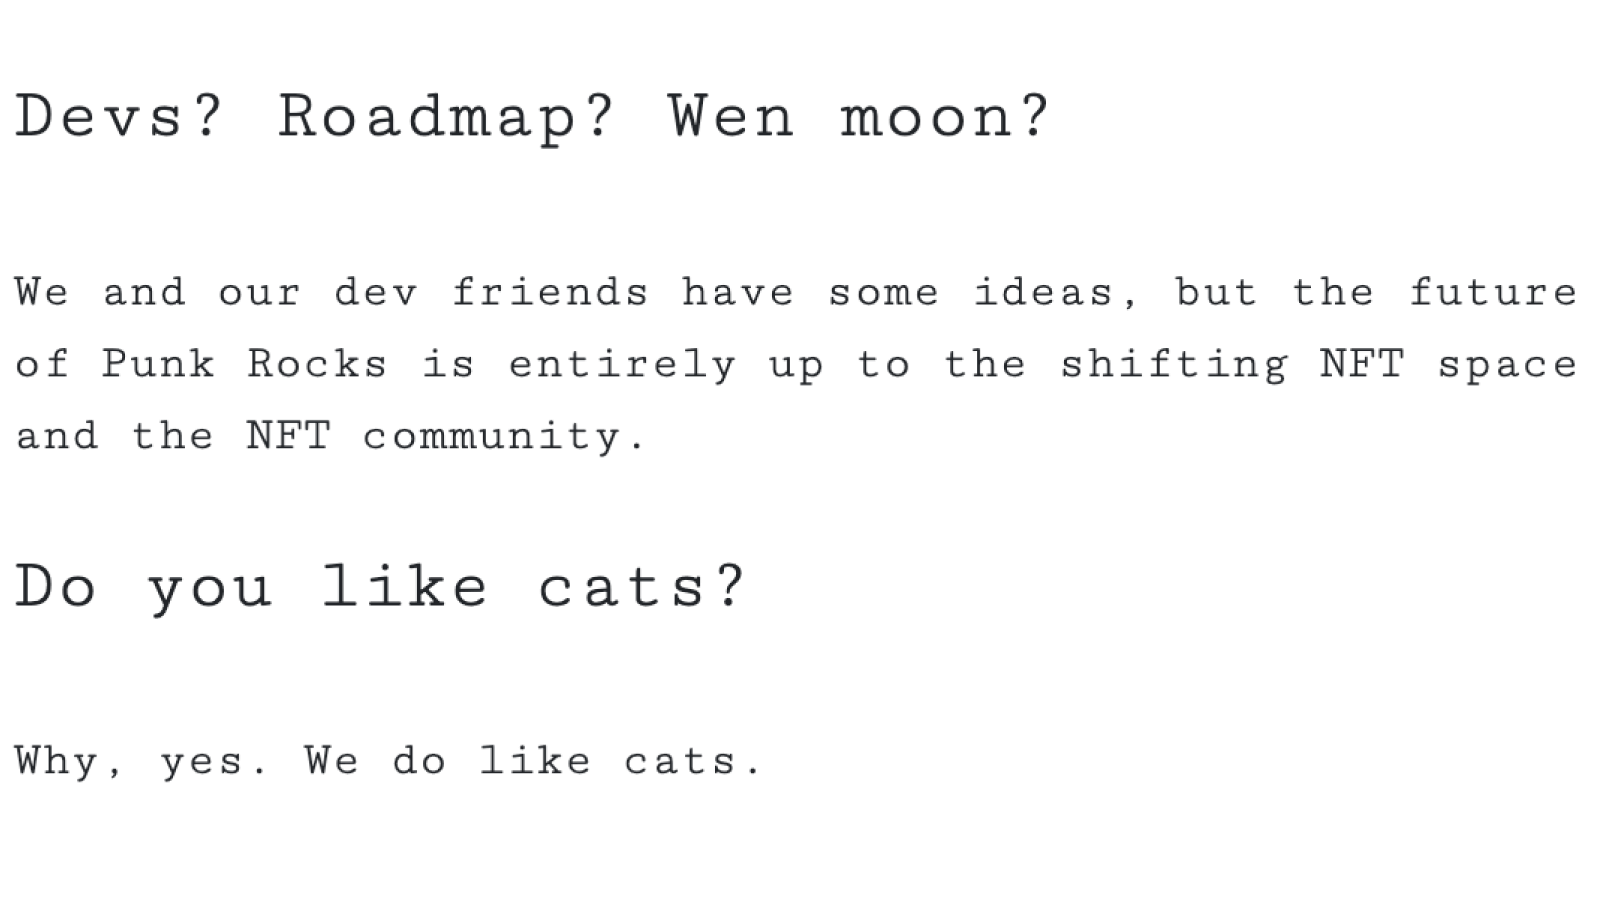 Devs? Roadmap? Wen moon?
We and our dev friends have some ideas, but the future
of Punk Rocks is entirely up to the shifting NFT space
and the NFT community.
Do you like cats?
Why, yes. We do like cats.